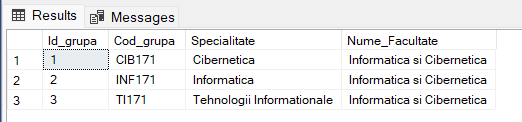 Results Messages
Id_grupa Cod_grupa Specialitate Nume_Facultate
1 1 CIB171 Cibernetica Informatica si Cibernetica
2 2 INF171 Informatica Informatica si Cibernetica
3 3 TI171 Tehnologii Informationale Informatica si Cibernetica